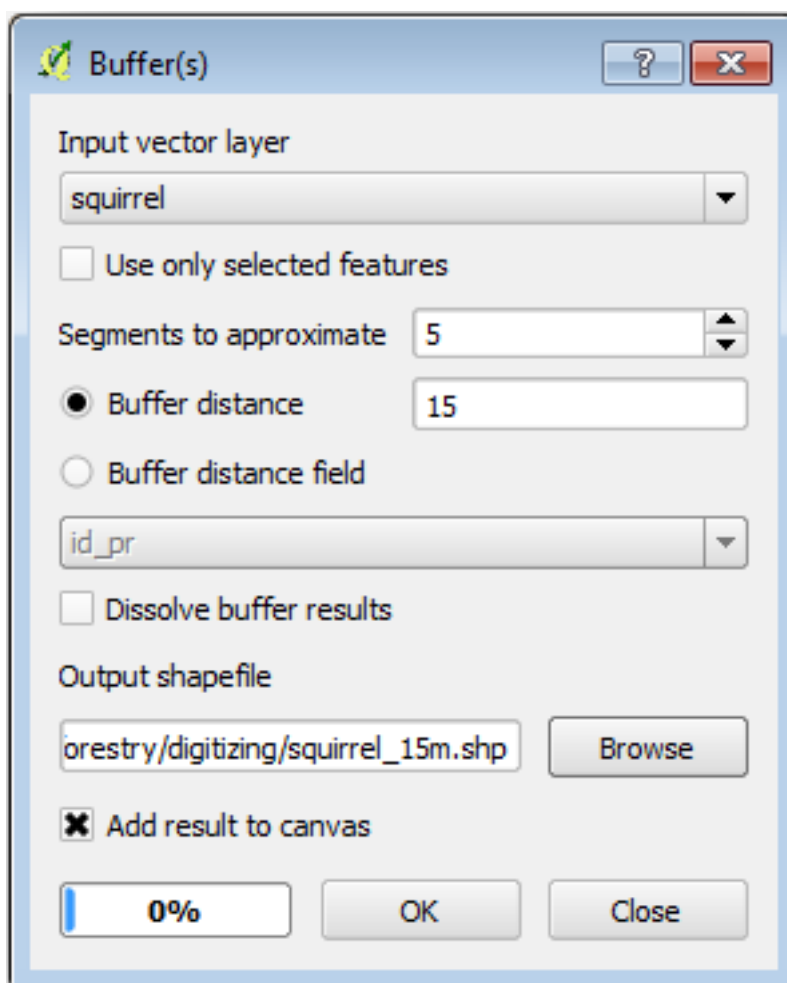 Buffer(s)
Input vector layer
squirrel
Use only selected features
Segments to approximate 5
Buffer distance 15
Buffer distance field
id_pr
Dissolve buffer results
Output shapefile
orestry/digitizing/squirrel_15m.shp Browse
Add result to canvas
0% OK Close